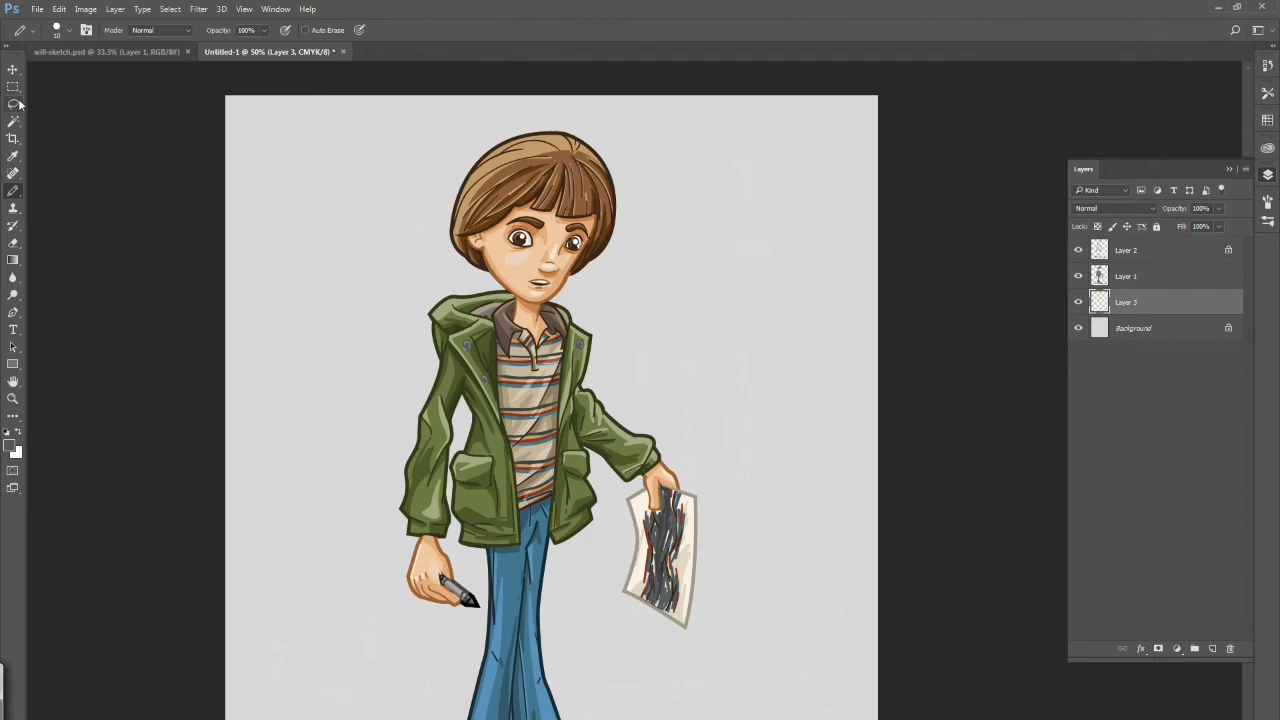 Ps File Edit Image Layer Type Select Filter 3D View Window Help
10 Mode: Normal Opacity: 100% Auto Erase
will-sketch.psd @ 33.3% (Layer 1, RGB/8#) × Untitled-1 @ 50% (Layer 3, CMYK/8) * ×
Layers
Kind
Normal Opacity: 100%
Lock: Fill: 100%
Layer 2
Layer 1
Layer 3
Background
fx